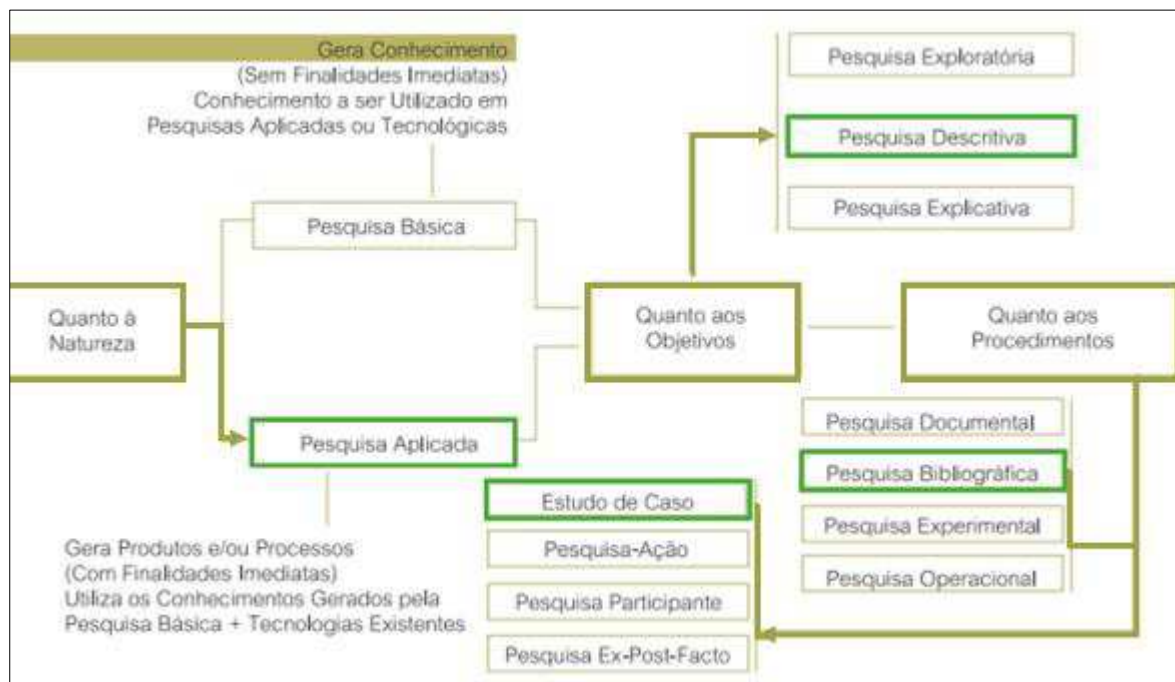 Gera Conhecimento
(Sem Finalidades Imediatas)
Conhecimento a ser Utilizado em
Pesquisas Aplicadas ou Tecnológicas
Pesquisa Exploratória
Pesquisa Descritiva
Pesquisa Explicativa
Pesquisa Básica
Quanto à
Natureza
Quanto aos
Objetivos
Quanto aos
Procedimentos
Pesquisa Aplicada
Pesquisa Documental
Pesquisa Bibliográfica
Pesquisa Experimental
Pesquisa Operacional
Estudo de Caso
Pesquisa-Ação
Pesquisa Participante
Pesquisa Ex-Post-Facto
Gera Produtos e/ou Processos
(Com Finalidades Imediatas)
Utiliza os Conhecimentos Gerados pela
Pesquisa Básica + Tecnologias Existentes